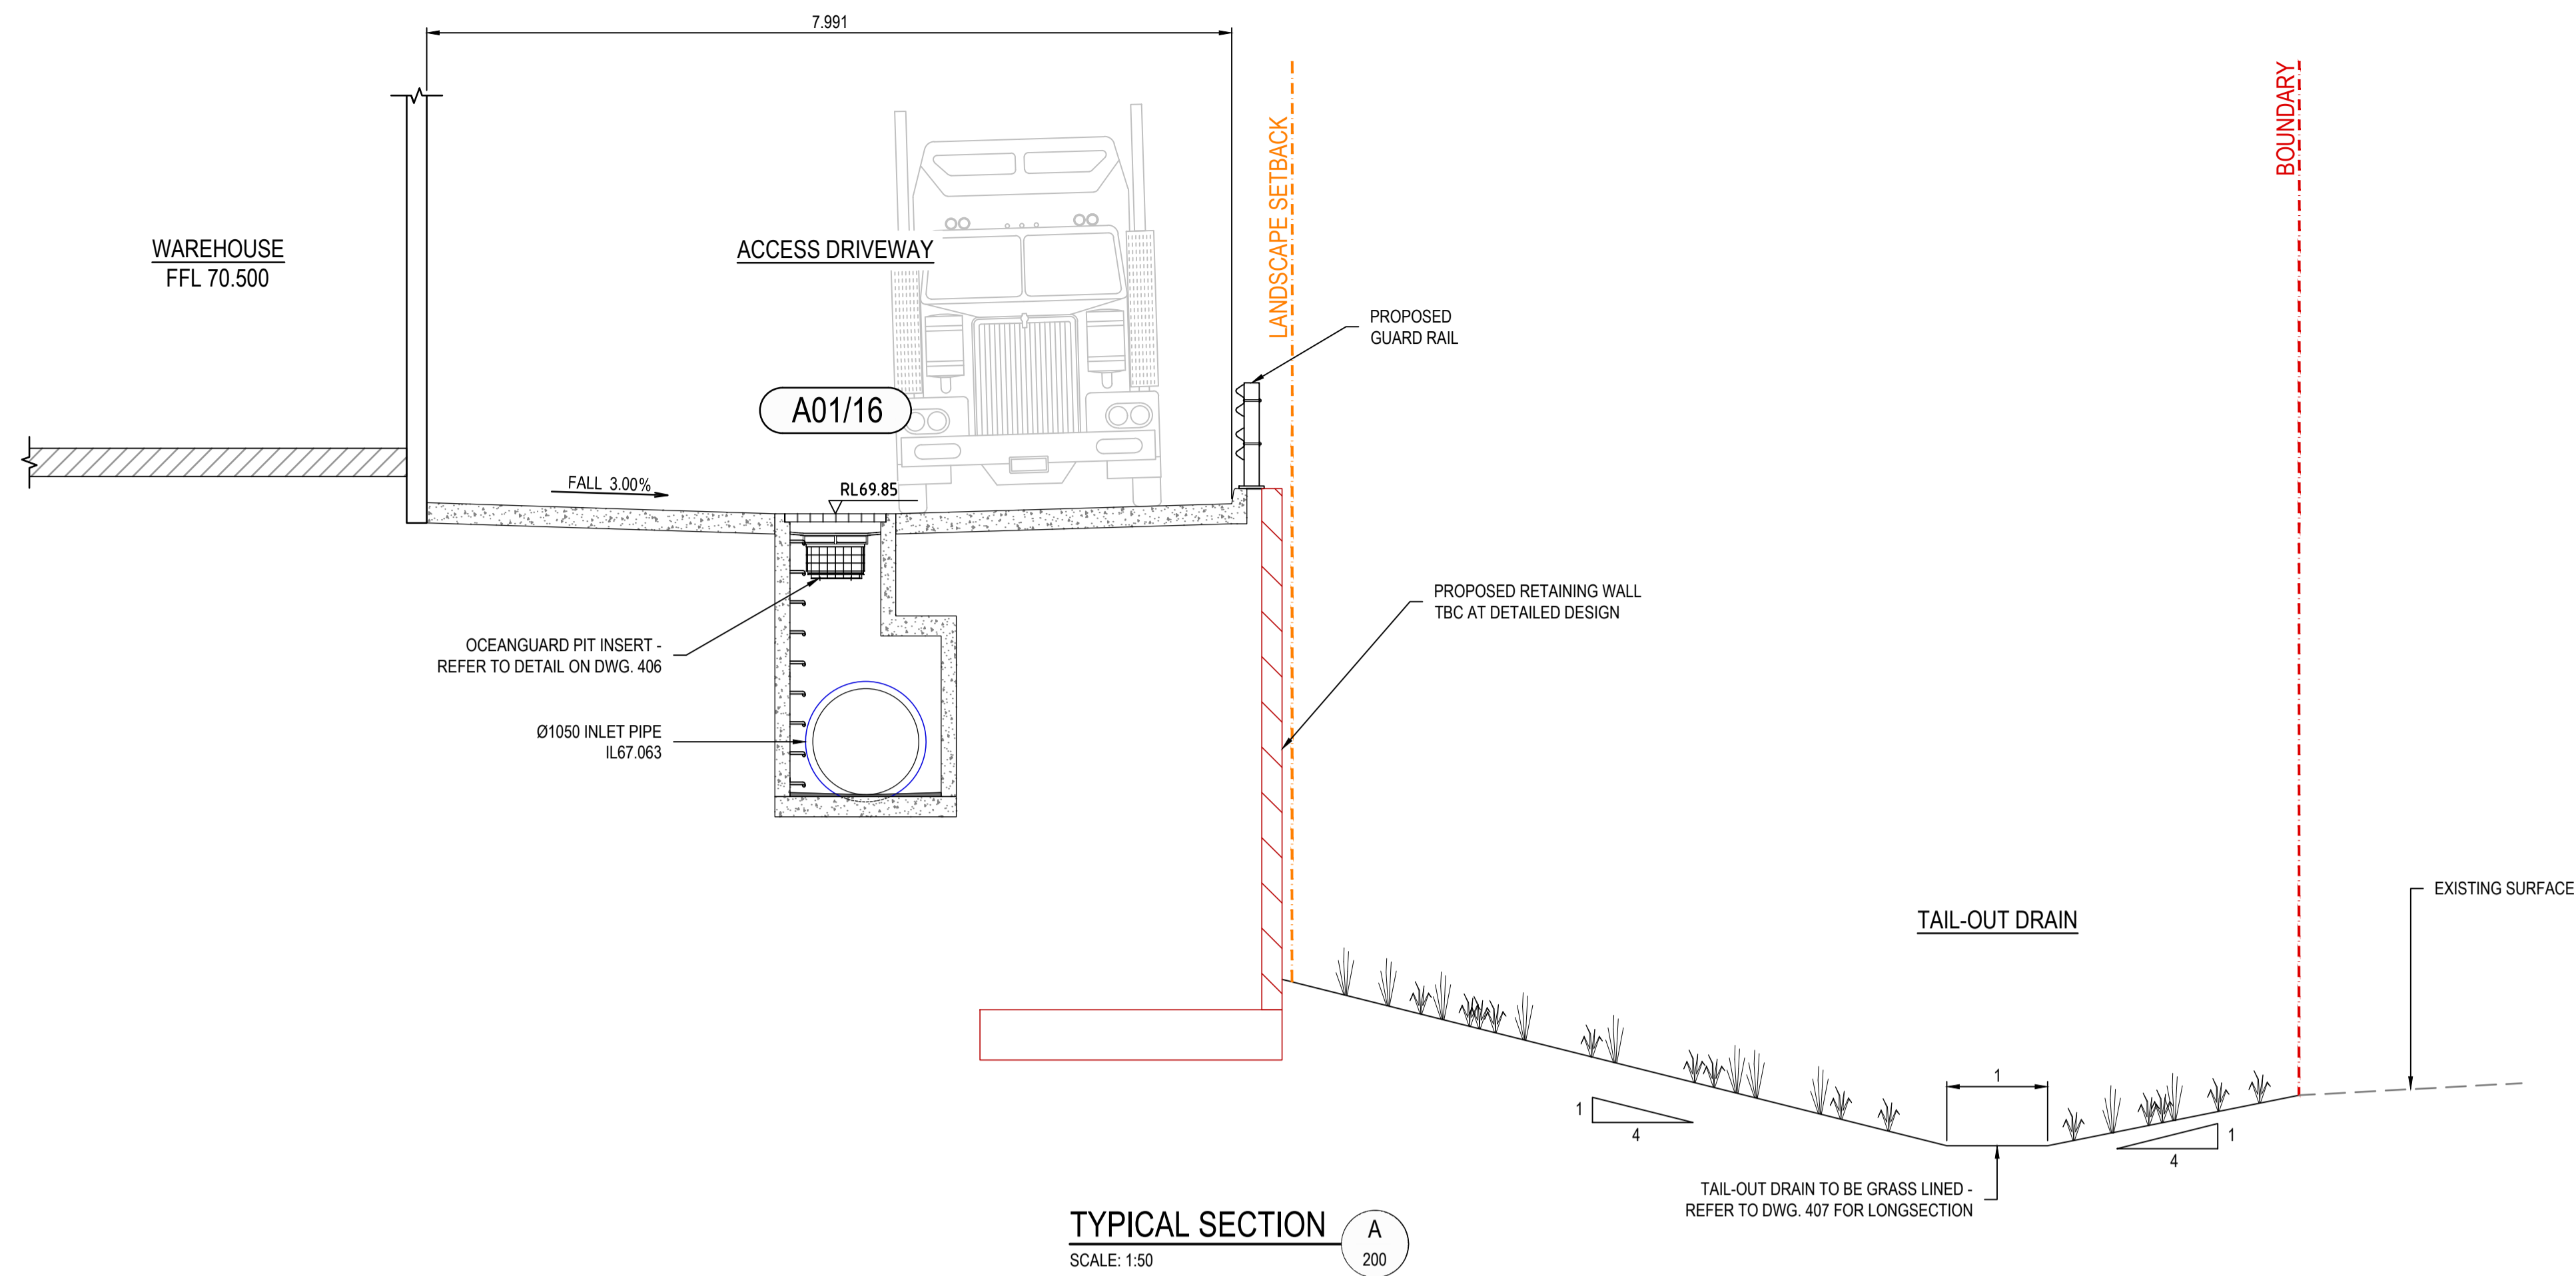 7.991
LANDSCAPE SETBACK
BOUNDARY
WAREHOUSE
FFL 70.500
ACCESS DRIVEWAY
PROPOSED
GUARD RAIL
A01/16
FALL 3.00%
RL69.85
OCEANGUARD PIT INSERT -
REFER TO DETAIL ON DWG. 406
PROPOSED RETAINING WALL
TBC AT DETAILED DESIGN
Ø1050 INLET PIPE
IL67.063
EXISTING SURFACE
TAIL-OUT DRAIN
1
1
4
1
4
TAIL-OUT DRAIN TO BE GRASS LINED -
REFER TO DWG. 407 FOR LONGSECTION
TYPICAL SECTION
SCALE: 1:50
A
200